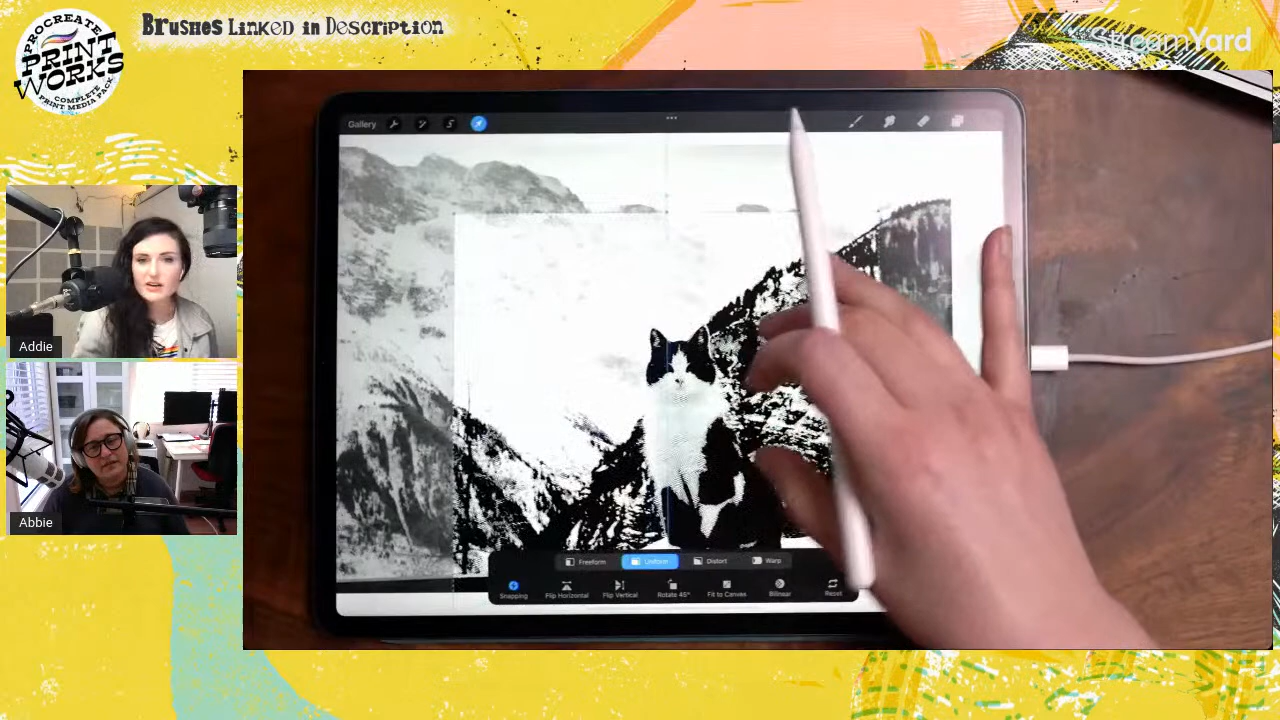 PROCREATE
PRINT
WORKS
COMPLETE
PRINT MEDIA PACK
BRUSHES LINKED IN DESCRIPTION
StreamYard
Gallery
Addie
Abbie
Freeform
Uniform
Distort
Warp
Snapping
Flip Horizontal
Flip Vertical
Rotate 45°
Fit to Canvas
Bilinear
Reset